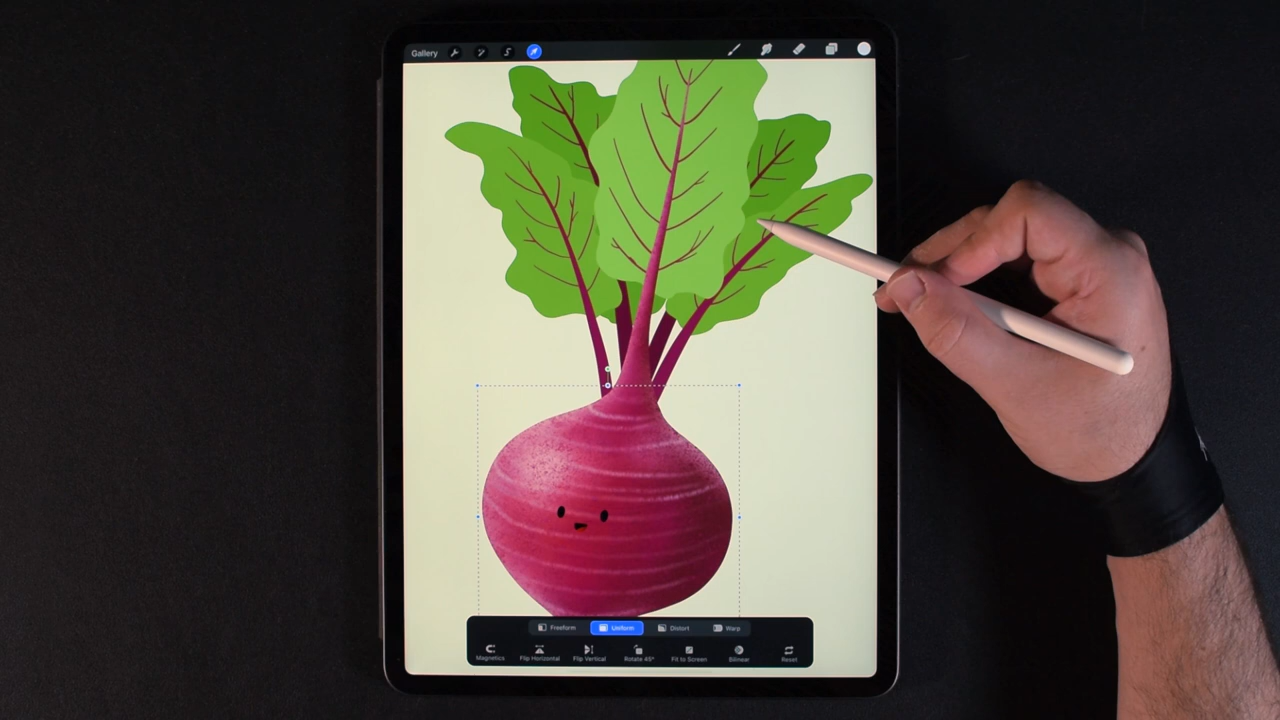 Gallery
Freeform Uniform Distort Warp
Magnetics Flip Horizontal Flip Vertical Rotate 45° Fit to Screen Bilinear Reset